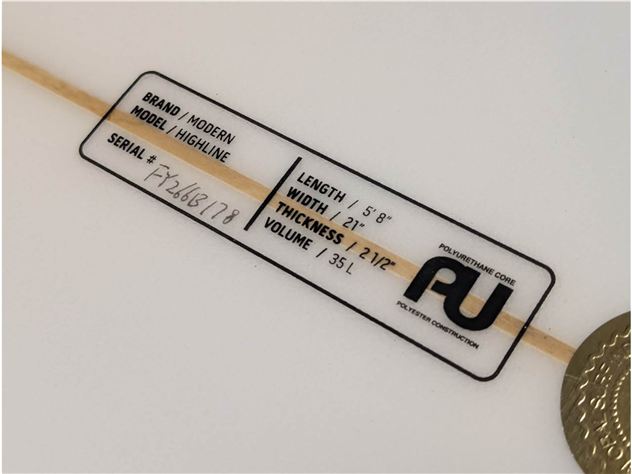 BRAND / MODERN
MODEL / HIGHLINE
SERIAL #
FY266B178
LENGTH / 5'8"
WIDTH / 21"
THICKNESS / 2 1/2"
VOLUME / 35 L
POLYURETHANE CORE
PU
POLYESTER CONSTRUCTION